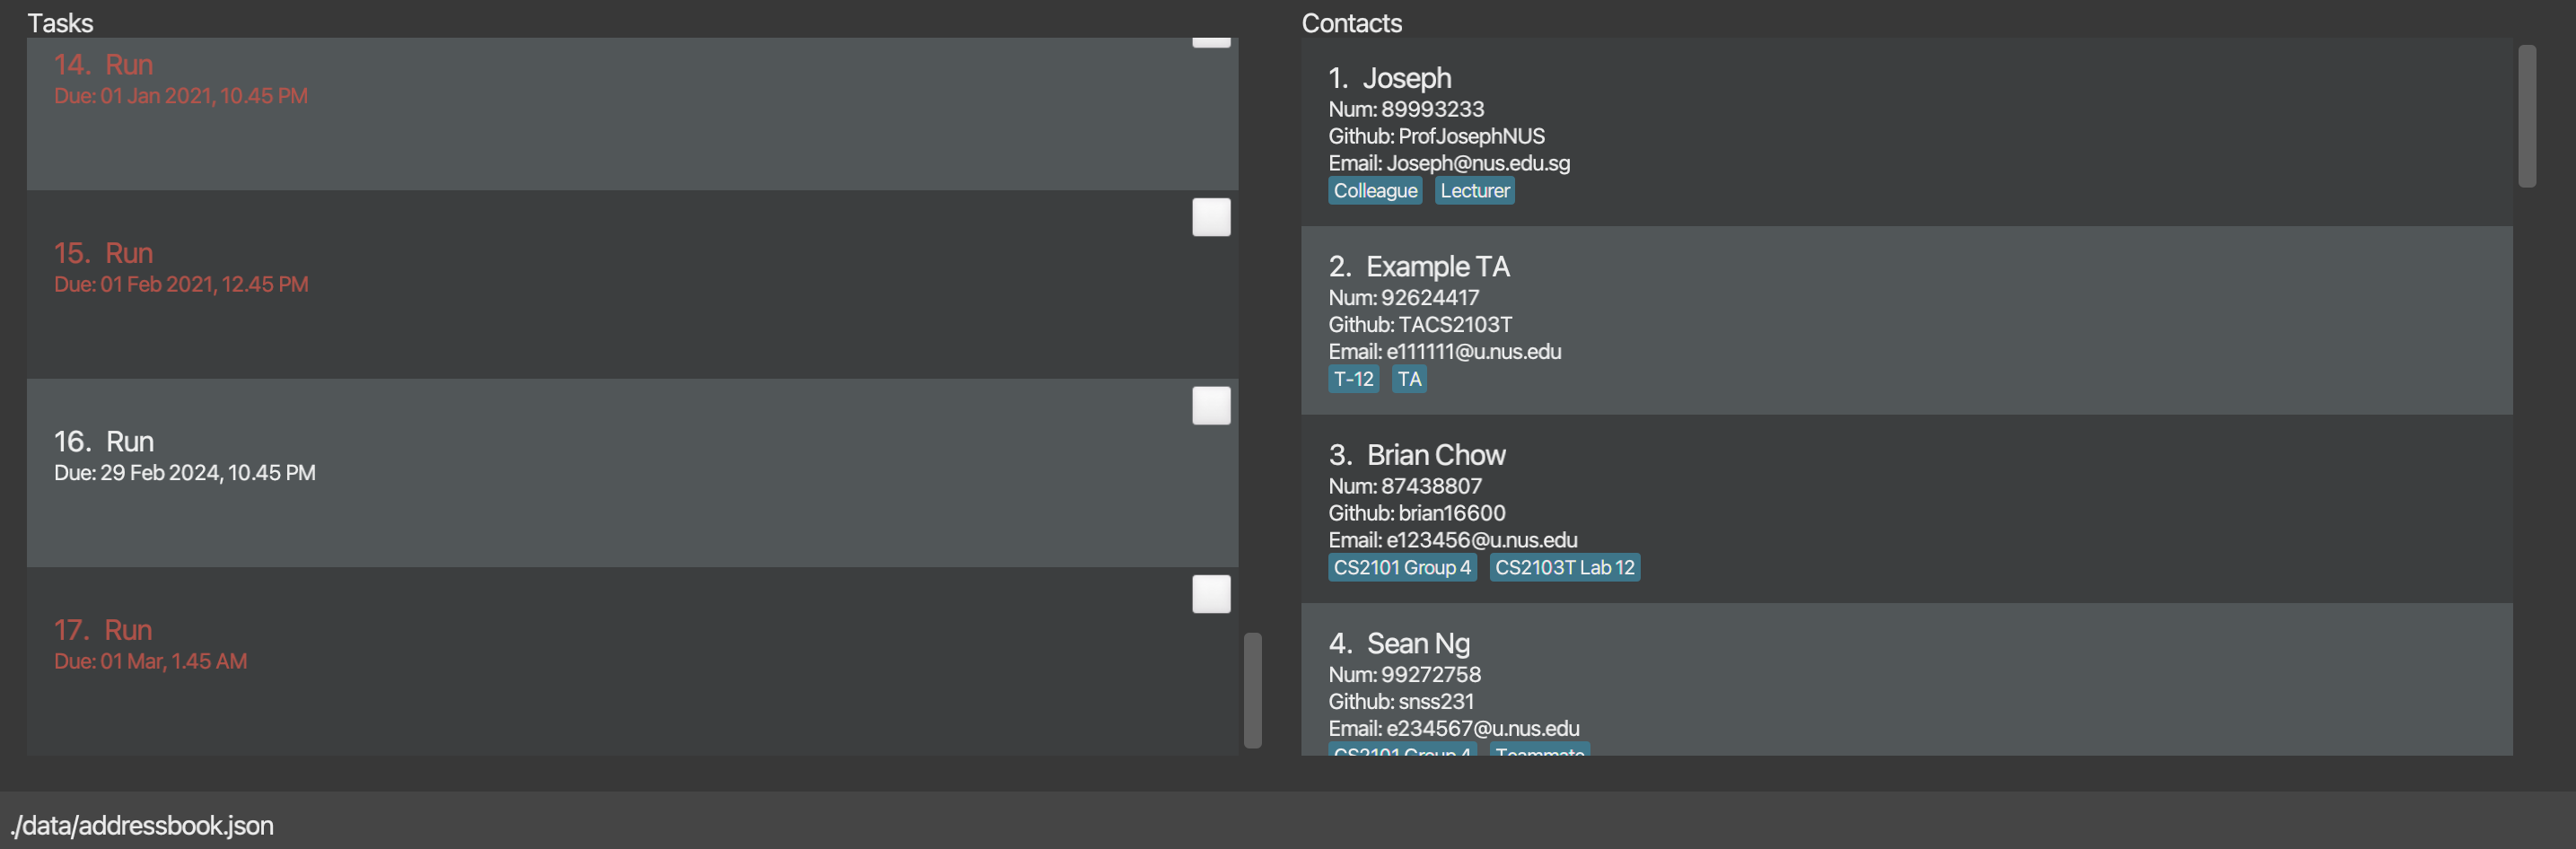 Tasks
14. Run
Due: 01 Jan 2021, 10.45 PM
15. Run
Due: 01 Feb 2021, 12.45 PM
16. Run
Due: 29 Feb 2024, 10.45 PM
17. Run
Due: 01 Mar, 1.45 AM
Contacts
1. Joseph
Num: 89993233
Github: ProfJosephNUS
Email: Joseph@nus.edu.sg
Colleague Lecturer
2. Example TA
Num: 92624417
Github: TACS2103T
Email: e111111@u.nus.edu
T-12 TA
3. Brian Chow
Num: 87438807
Github: brian16600
Email: e123456@u.nus.edu
CS2101 Group 4 CS2103T Lab 12
4. Sean Ng
Num: 99272758
Github: snss231
Email: e234567@u.nus.edu
CS2101 Group 4 Teammate
./data/addressbook.json